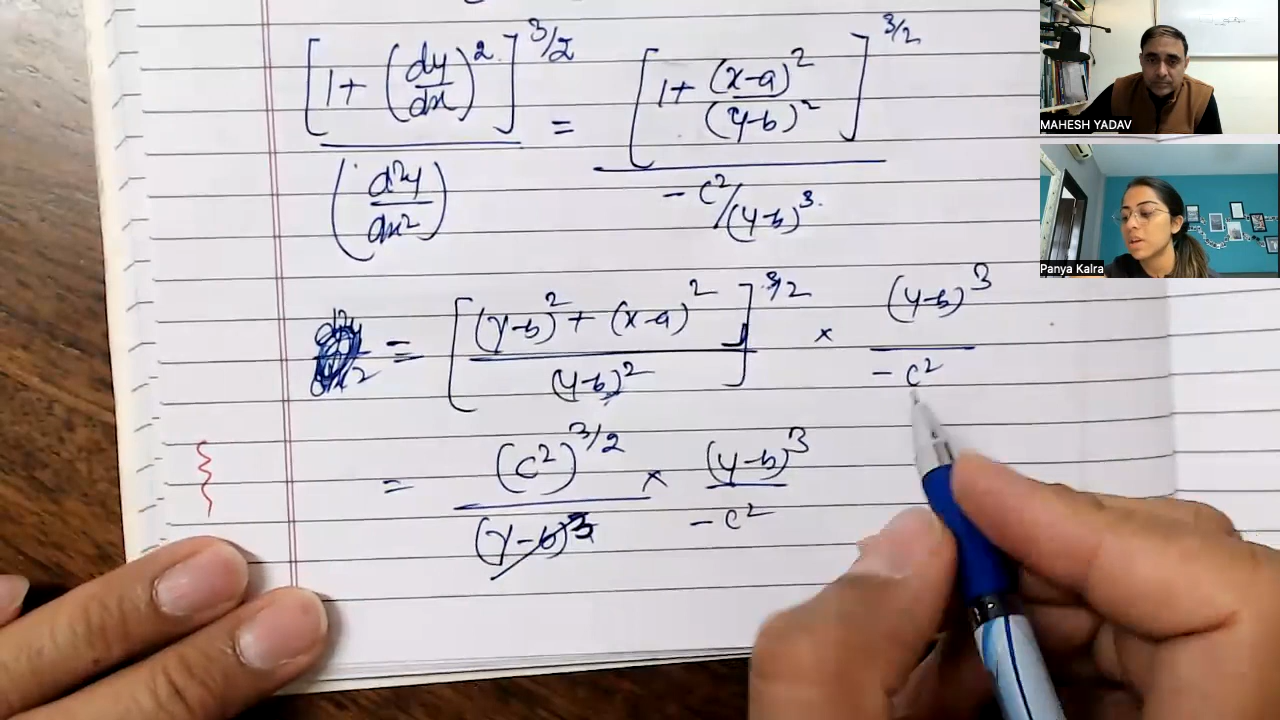 [1 + (dy/dx)²]^3/2 / (d²y/dx²) = [1 + (x-a)²/(y-b)²]^3/2 / -c²/(y-b)³
= [(y-b)² + (x-a)² / (y-b)²]^3/2 × (y-b)³ / -c²
= (c²)^3/2 / (y-b)³ × (y-b)³ / -c²
MAHESH YADAV
Panya Kalra